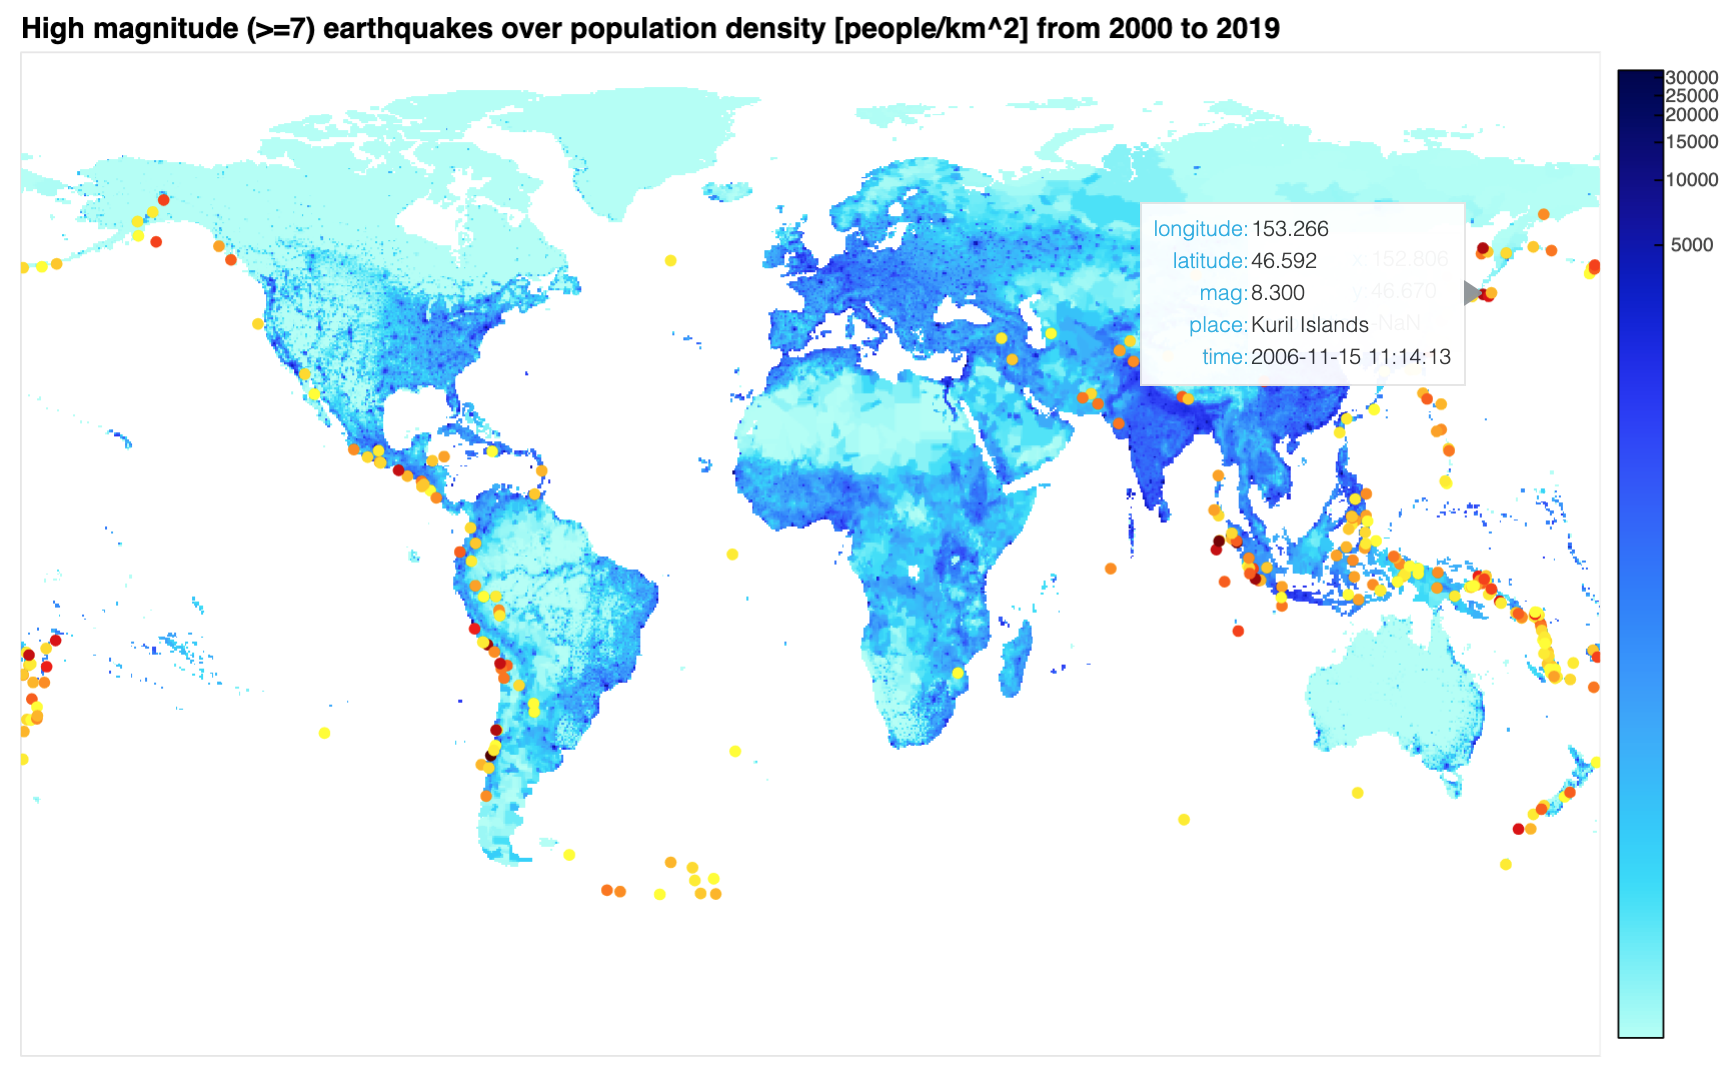 High magnitude (>=7) earthquakes over population density [people/km^2] from 2000 to 2019
longitude: 153.266
latitude: 46.592
mag: 8.300
place: Kuril Islands
time: 2006-11-15 11:14:13
x: 152.806
y: 46.670
-NaN
30000
25000
20000
15000
10000
5000